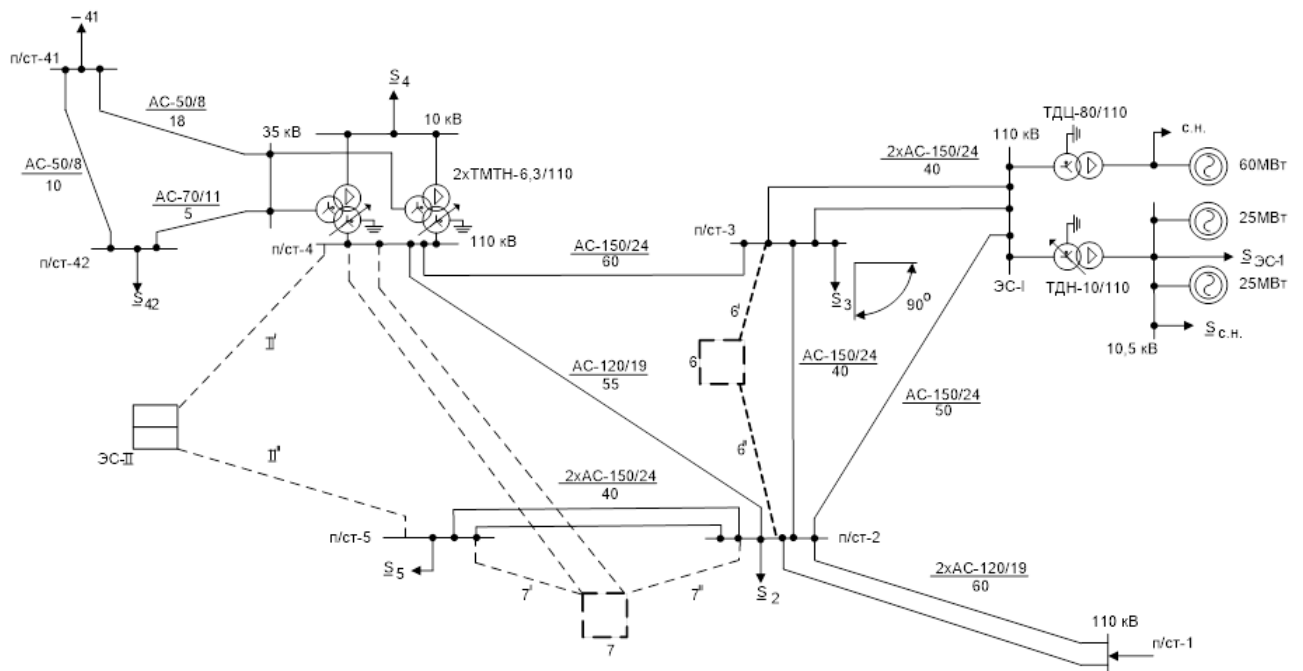 – 41
п/ст-41
АС-50/8
18
АС-50/8
10
АС-70/11
5
п/ст-42
S42
S4
35 кВ
10 кВ
2хТМТН-6,3/110
п/ст-4
110 кВ
АС-150/24
60
АС-120/19
55
II'
II"
ЭС-II
п/ст-3
S3
90°
6'
6
6"
АС-150/24
40
2хАС-150/24
40
АС-150/24
50
110 кВ
ЭС-I
ТДЦ-80/110
с.н.
60МВт
25МВт
SЭС-1
25МВт
ТДН-10/110
Sс.н.
10,5 кВ
2хАС-150/24
40
п/ст-5
S5
п/ст-2
S2
7'
7"
7
2хАС-120/19
60
110 кВ
п/ст-1